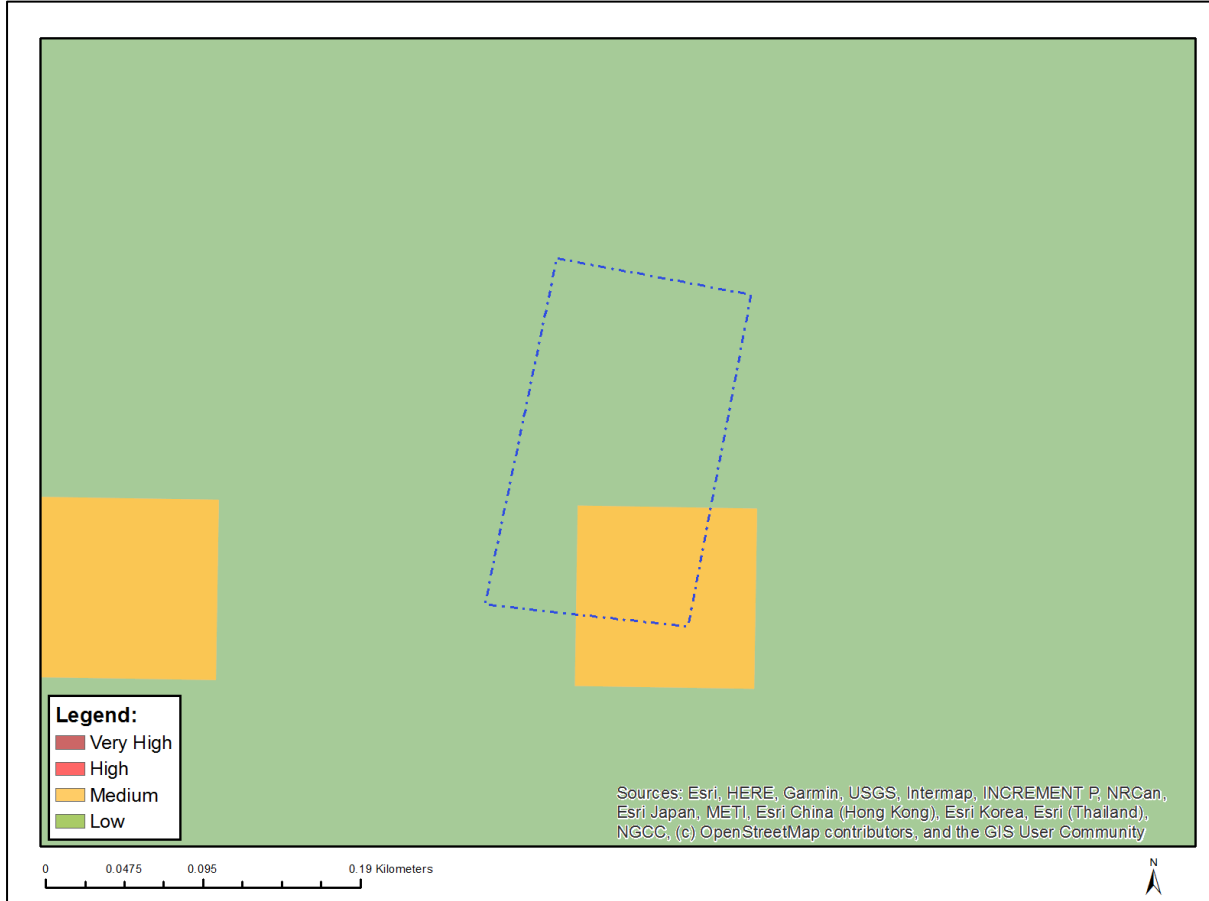 Legend:
Very High
High
Medium
Low
Sources: Esri, HERE, Garmin, USGS, Intermap, INCREMENT P, NRCan,
Esri Japan, METI, Esri China (Hong Kong), Esri Korea, Esri (Thailand),
NGCC, (c) OpenStreetMap contributors, and the GIS User Community
0 0.0475 0.095 0.19 Kilometers
N